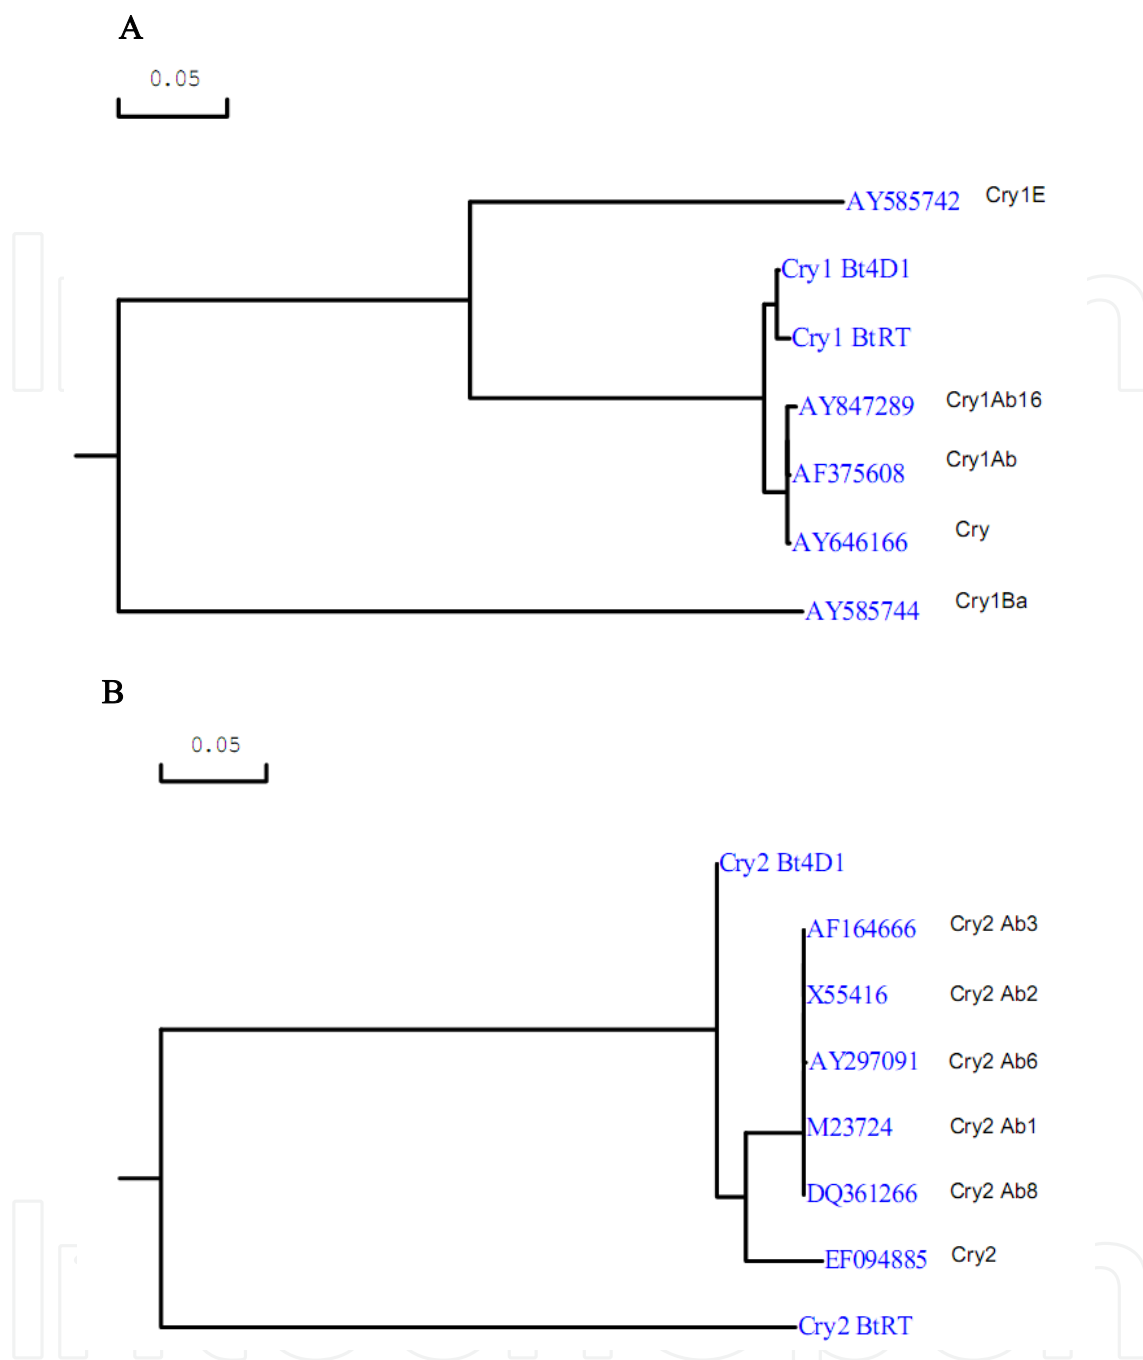 A
0.05
AY585742 Cry1E
Cry1 Bt4D1
Cry1 BtRT
AY847289 Cry1Ab16
AF375608 Cry1Ab
AY646166 Cry
AY585744 Cry1Ba
B
0.05
Cry2 Bt4D1
AF164666 Cry2 Ab3
X55416 Cry2 Ab2
AY297091 Cry2 Ab6
M23724 Cry2 Ab1
DQ361266 Cry2 Ab8
EF094885 Cry2
Cry2 BtRT